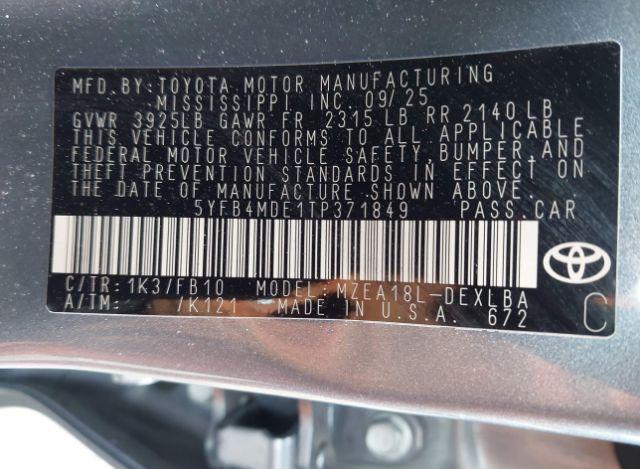 MFD. BY: TOYOTA MOTOR MANUFACTURING
MISSISSIPPI, INC. 09/25
GVWR 3925LB GAWR FR 2315 LB RR 2140 LB
THIS VEHICLE CONFORMS TO ALL APPLICABLE
FEDERAL MOTOR VEHICLE SAFETY, BUMPER, AND
THEFT PREVENTION STANDARDS IN EFFECT ON
THE DATE OF MANUFACTURE SHOWN ABOVE.
5YFB4MDE1TP371849 PASS. CAR
C/TR: 1K3/FB10 MODEL: MZEA18L-DEXLBA
A/TM: /K121 MADE IN U.S.A. 672 C